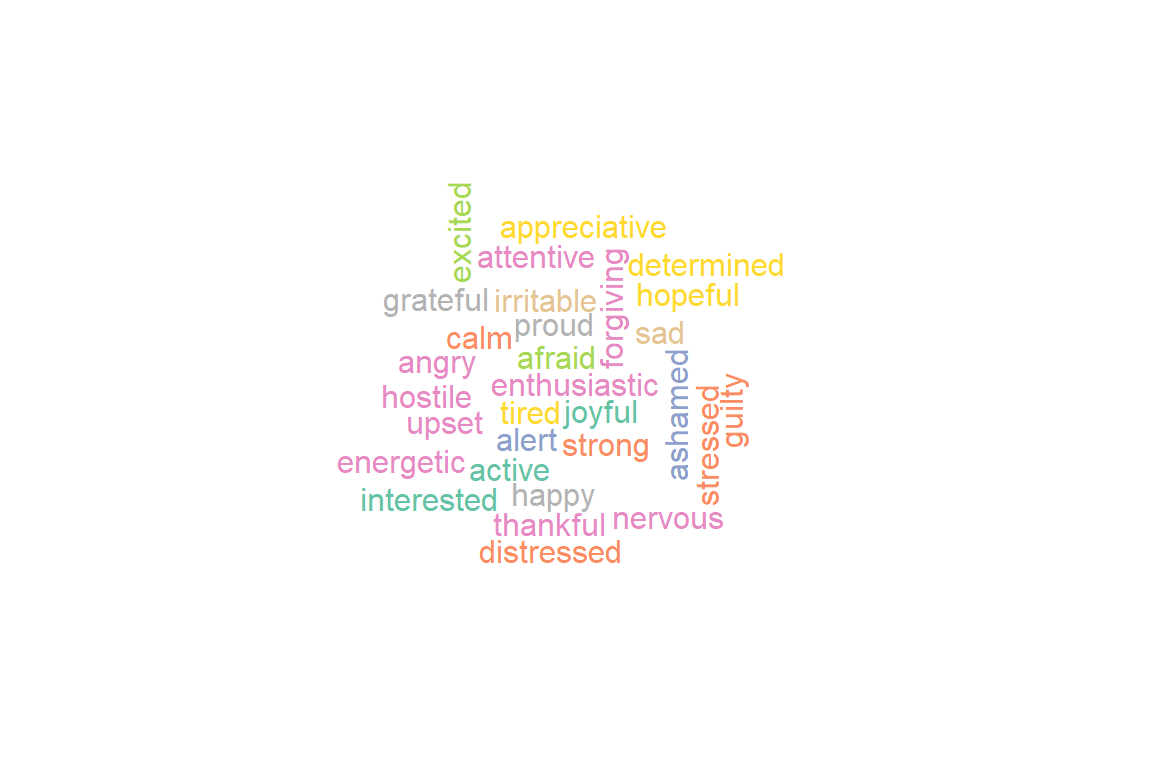 excited
appreciative
attentive
forgiving
determined
grateful
irritable
hopeful
proud
calm
sad
afraid
angry
enthusiastic
hostile
tired
joyful
ashamed
stressed
guilty
upset
alert
strong
energetic
active
interested
happy
thankful
nervous
distressed